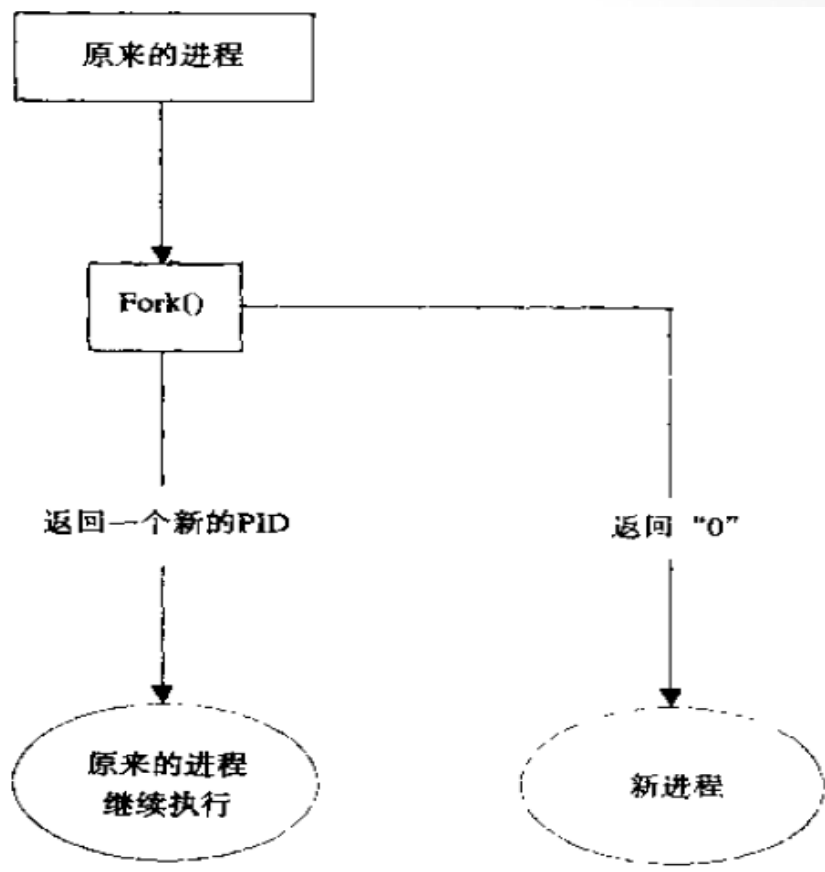 原来的进程
Fork()
返回一个新的PID
返回 “0”
原来的进程
继续执行
新进程